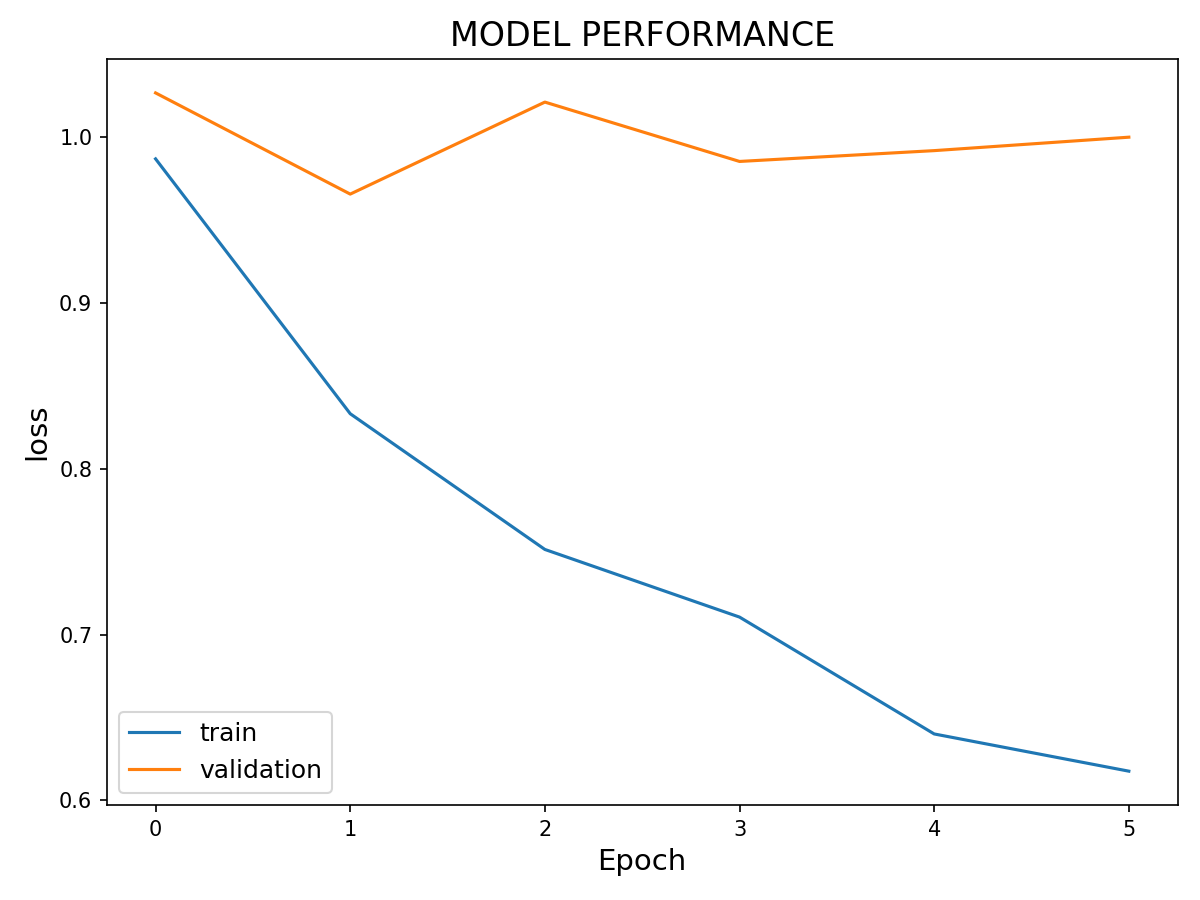 MODEL PERFORMANCE
loss
1.0
0.9
0.8
0.7
0.6
train
validation
0 1 2 3 4 5
Epoch